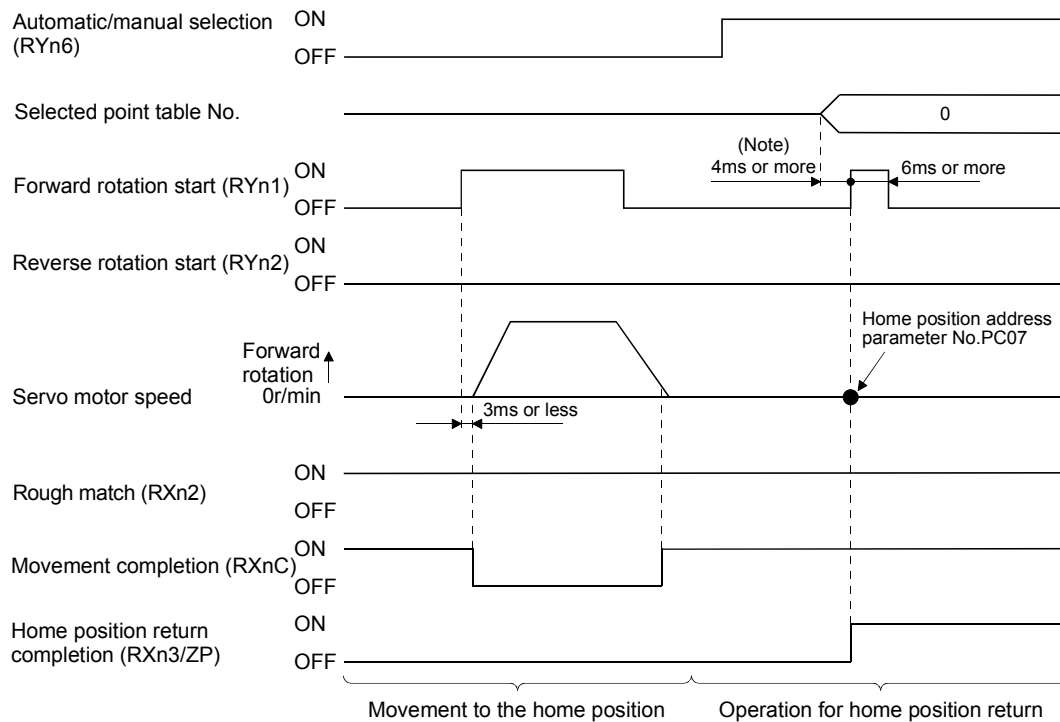 Automatic/manual selection
(RYn6)
ON
OFF
Selected point table No.
0
(Note)
4ms or more
6ms or more
Forward rotation start (RYn1)
ON
OFF
Reverse rotation start (RYn2)
ON
OFF
Home position address
parameter No.PC07
Forward
rotation
0r/min
Servo motor speed
3ms or less
Rough match (RXn2)
ON
OFF
Movement completion (RXnC)
ON
OFF
Home position return
completion (RXn3/ZP)
ON
OFF
Movement to the home position
Operation for home position return